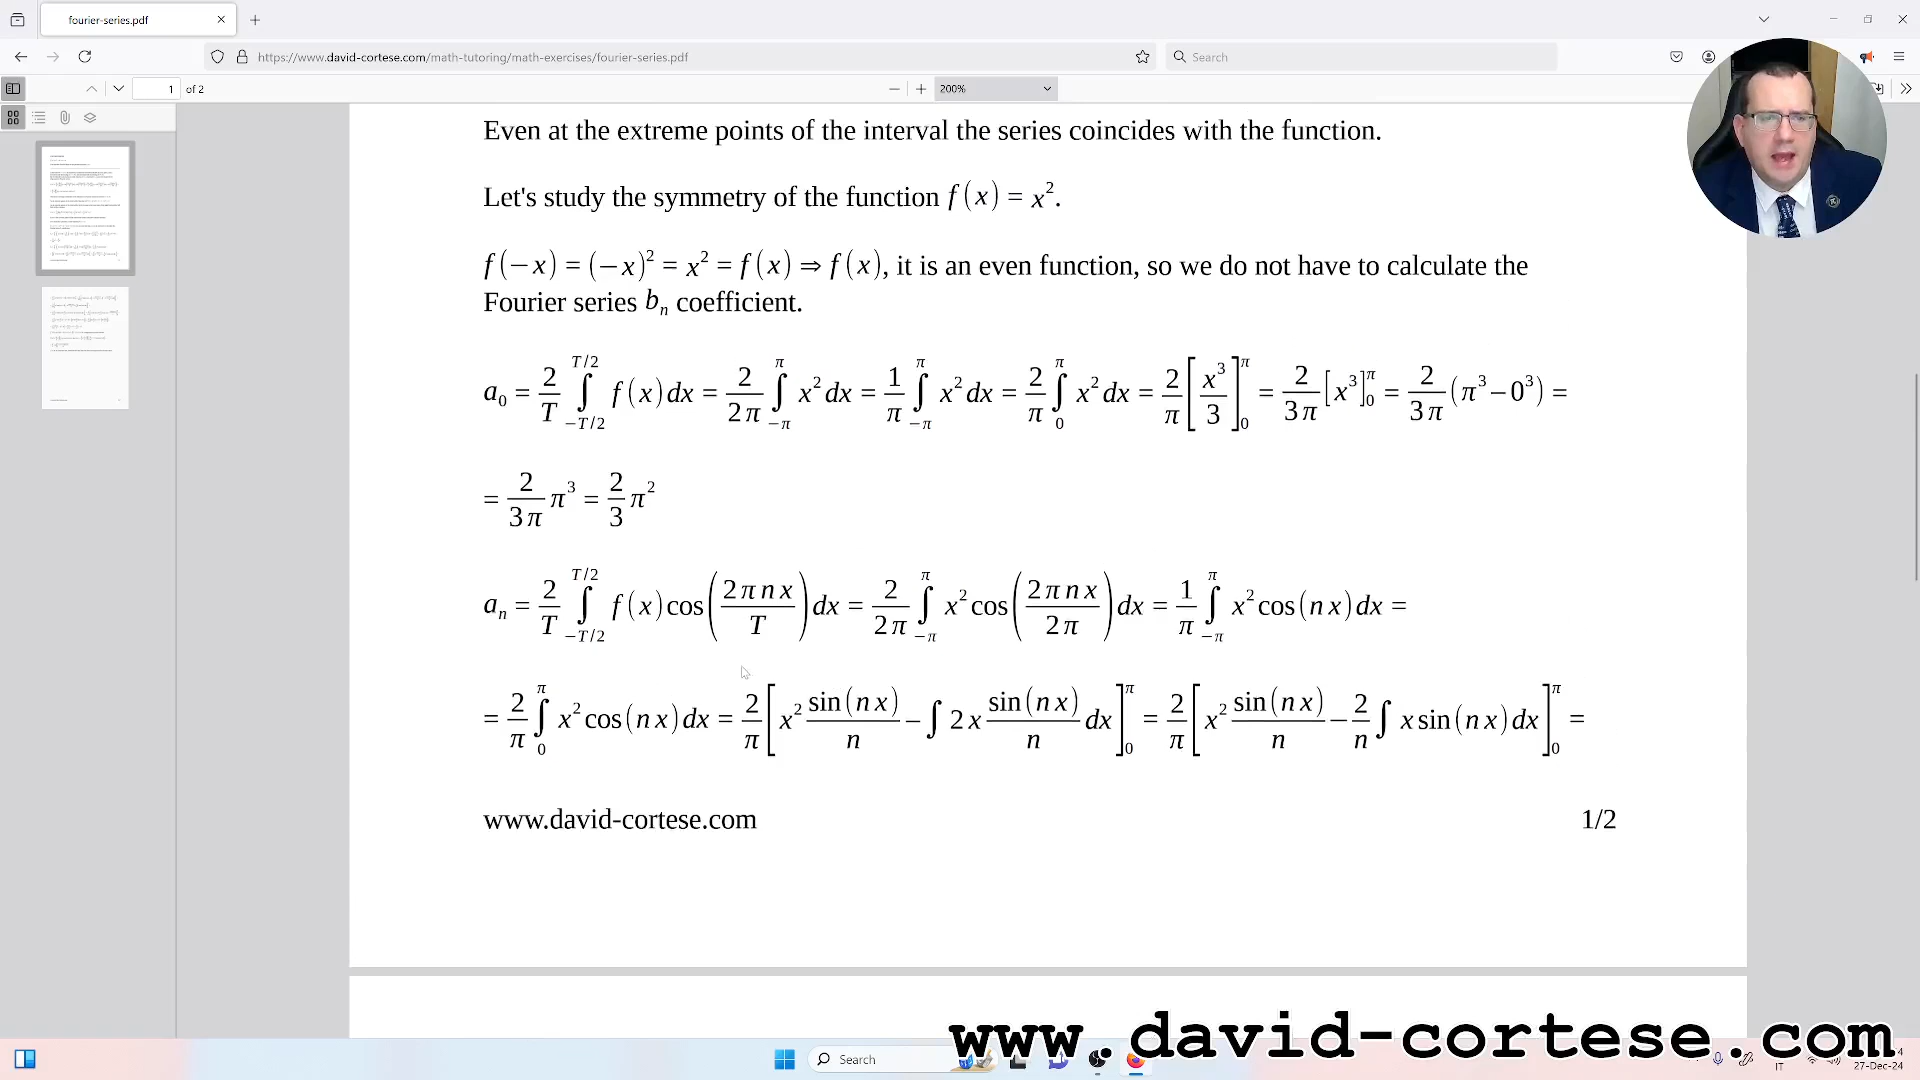 fourier-series.pdf
https://www.david-cortese.com/math-tutoring/math-exercises/fourier-series.pdf
Search
1 of 2
200%
Even at the extreme points of the interval the series coincides with the function.
Let's study the symmetry of the function f(x) = x².
f(−x) = (−x)² = x² = f(x) ⇒ f(x), it is an even function, so we do not have to calculate the
Fourier series bₙ coefficient.
a₀ = 2/T ∫_{−T/2}^{T/2} f(x)dx = 2/2π ∫_{−π}^{π} x²dx = 1/π ∫_{−π}^{π} x²dx = 2/π ∫_{0}^{π} x²dx = 2/π [x³/3]_{0}^{π} = 2/3π [x³]_{0}^{π} = 2/3π (π³−0³) =
= 2/3π π³ = 2/3 π²
aₙ = 2/T ∫_{−T/2}^{T/2} f(x)cos(2πnx/T)dx = 2/2π ∫_{−π}^{π} x²cos(2πnx/2π)dx = 1/π ∫_{−π}^{π} x²cos(nx)dx =
= 2/π ∫_{0}^{π} x²cos(nx)dx = 2/π [x² sin(nx)/n − ∫ 2x sin(nx)/n dx]_{0}^{π} = 2/π [x² sin(nx)/n − 2/n ∫ x sin(nx)dx]_{0}^{π} =
www.david-cortese.com 1/2
www.david-cortese.com
Search
IT
27-Dec-24